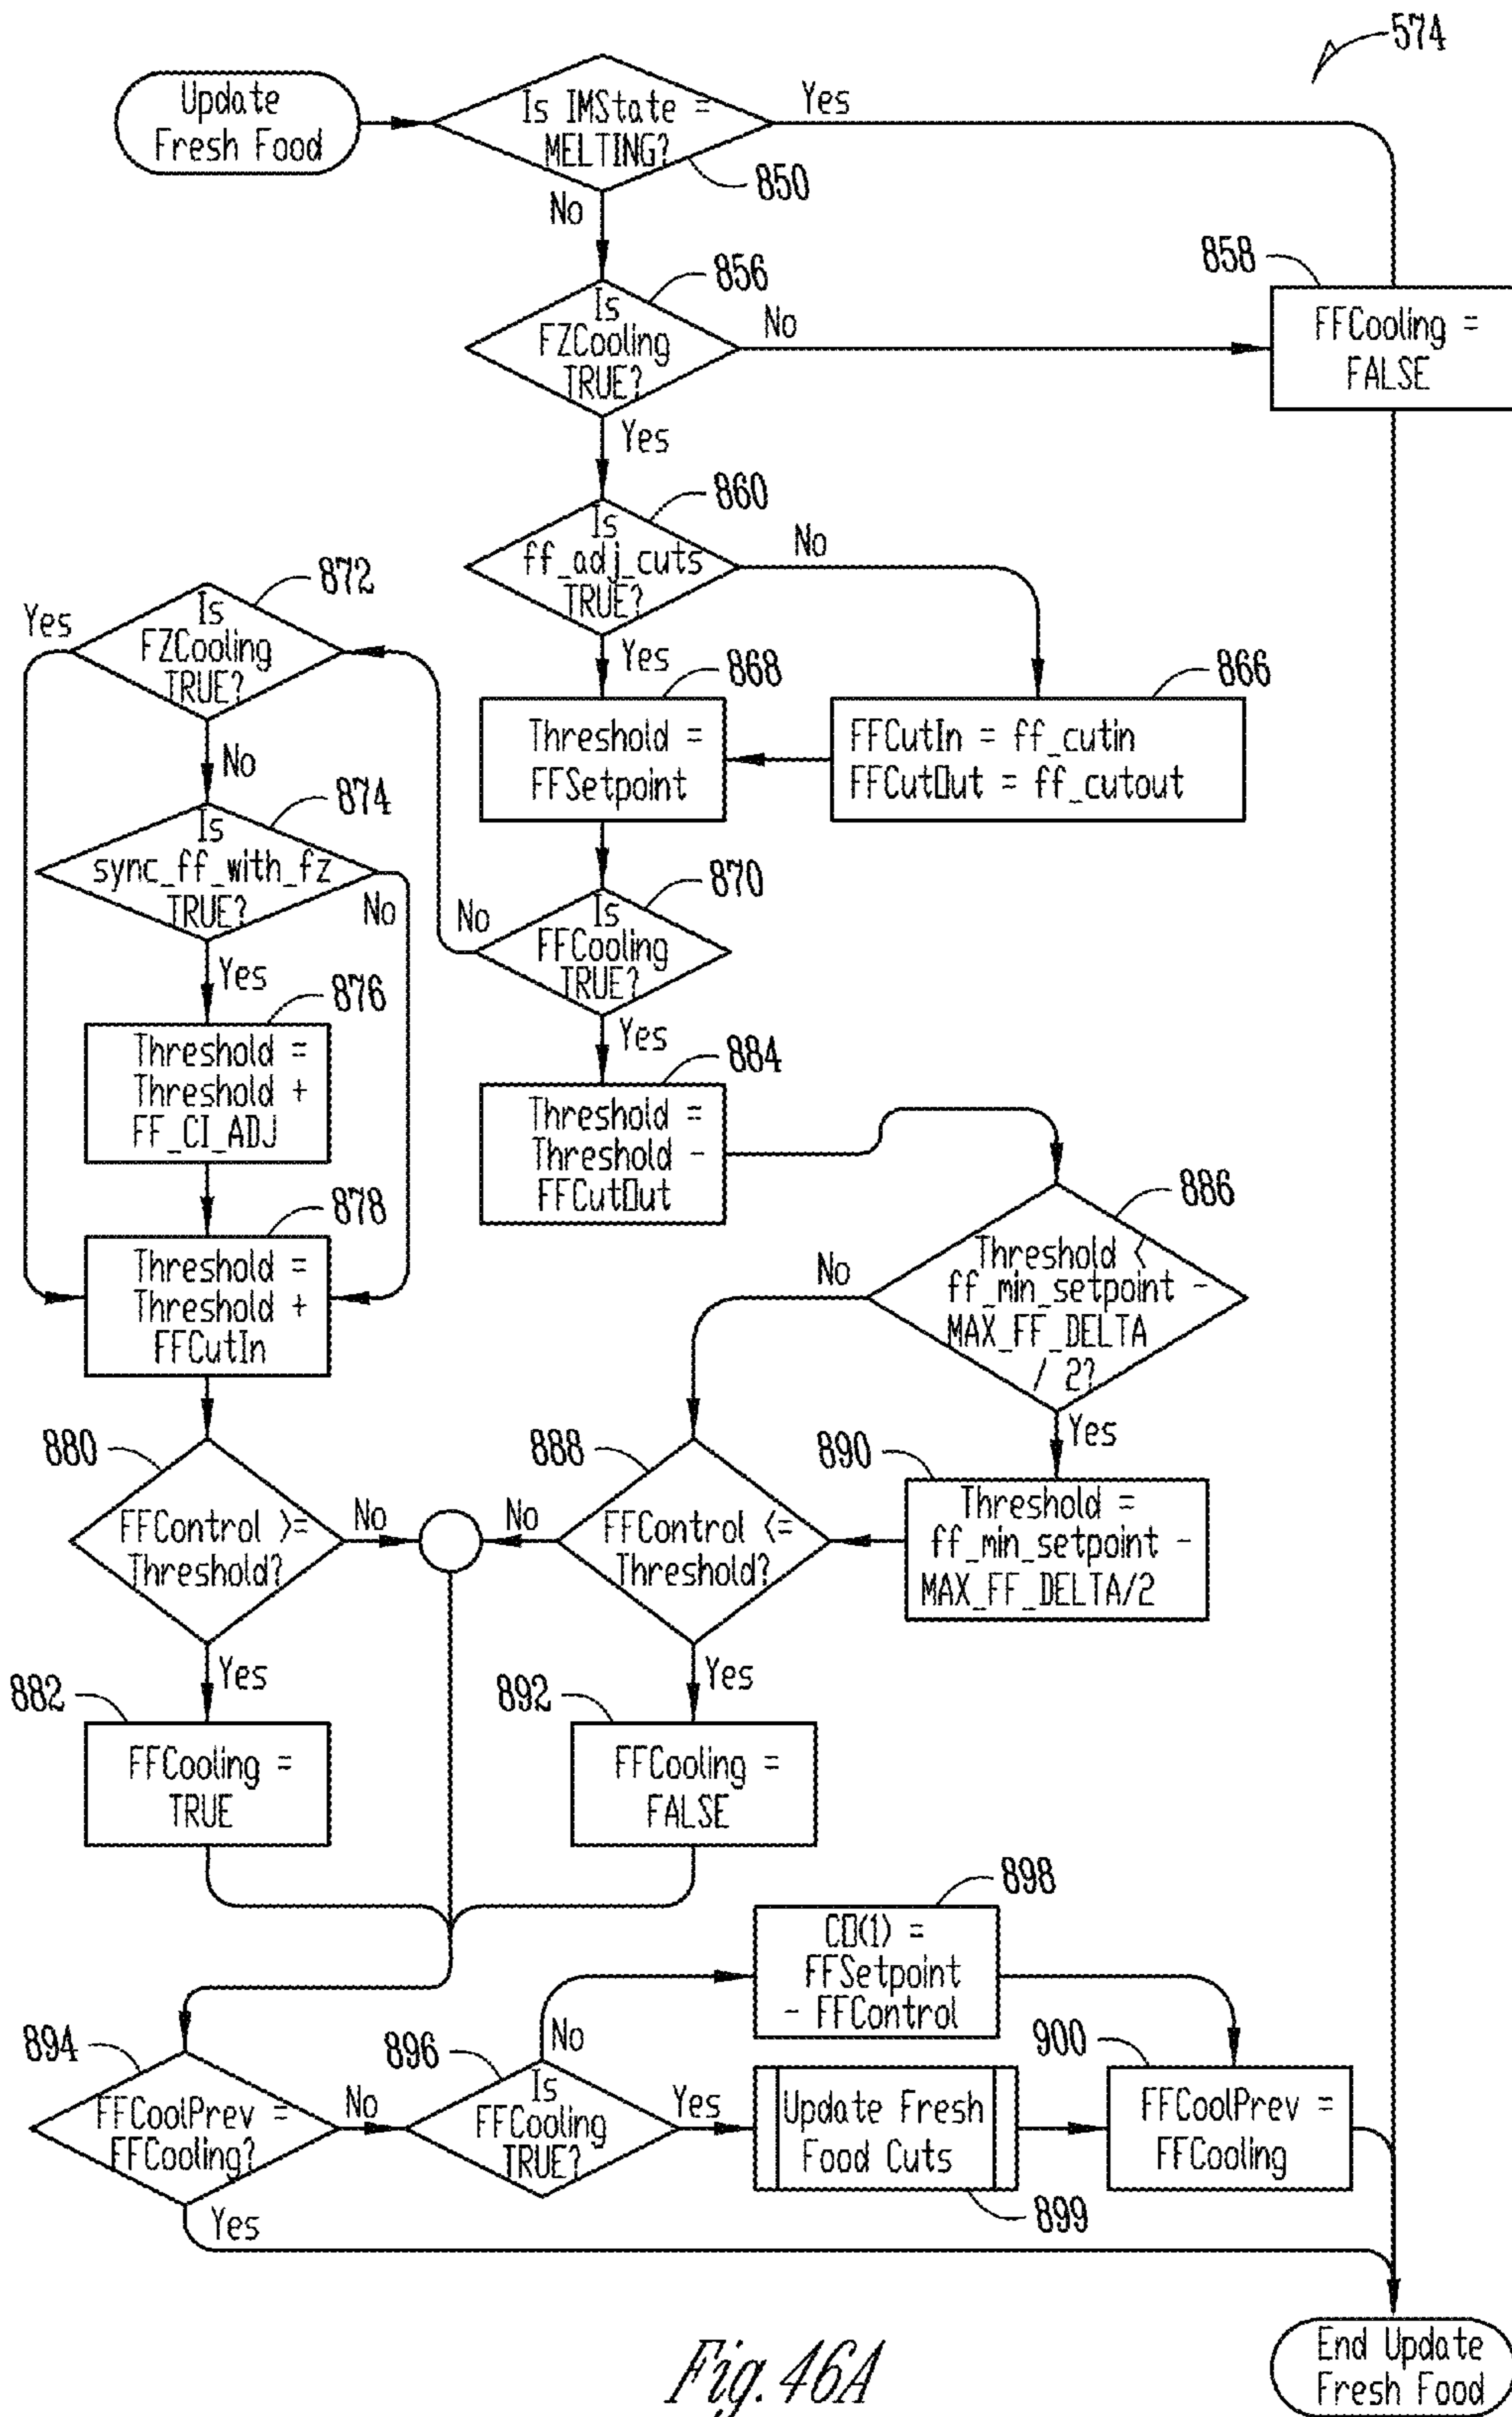 574
Update
Fresh Food
Is IMState =
MELTING?
Yes
850
No
856
Is
FZCooling
TRUE?
No
858
FFCooling =
FALSE
Yes
860
Is
ff_adj_cuts
TRUE?
No
Yes
872
Is
FZCooling
TRUE?
Yes
No
868
Threshold =
FFSetpoint
866
FFCutIn = ff_cutin
FFCutOut = ff_cutout
874
Is
sync_ff_with_fz
TRUE?
No
Yes
870
Is
FFCooling
TRUE?
No
Yes
876
Threshold =
Threshold +
FF_CI_ADJ
884
Threshold =
Threshold -
FFCutOut
878
Threshold =
Threshold +
FFCutIn
886
Threshold <
ff_min_setpoint -
MAX_FF_DELTA
/ 2?
No
Yes
880
FFControl >=
Threshold?
No
Yes
888
FFControl <=
Threshold?
No
Yes
890
Threshold =
ff_min_setpoint -
MAX_FF_DELTA/2
882
FFCooling =
TRUE
892
FFCooling =
FALSE
898
CO(1) =
FFSetpoint
- FFControl
894
FFCoolPrev =
FFCooling?
No
Yes
896
Is
FFCooling
TRUE?
No
Yes
Update Fresh
Food Cuts
899
900
FFCoolPrev =
FFCooling
End Update
Fresh Food
Fig. 46A